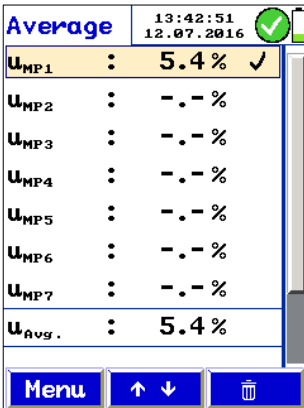 Average 13:42:51
12.07.2016
uMP1 : 5.4% ✓
uMP2 : -.-%
uMP3 : -.-%
uMP4 : -.-%
uMP5 : -.-%
uMP6 : -.-%
uMP7 : -.-%
uAvg. : 5.4%
Menu ↑ ↓